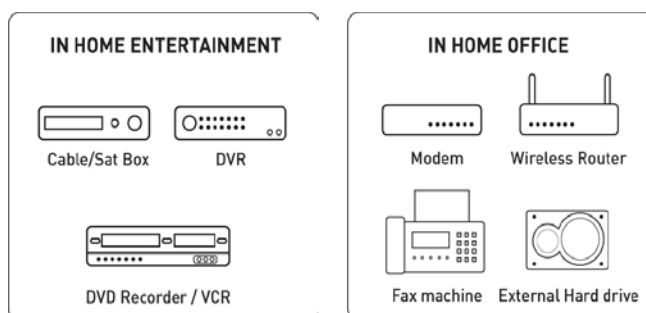 IN HOME ENTERTAINMENT
Cable/Sat Box DVR
DVD Recorder / VCR
IN HOME OFFICE
Modem Wireless Router
Fax machine External Hard drive